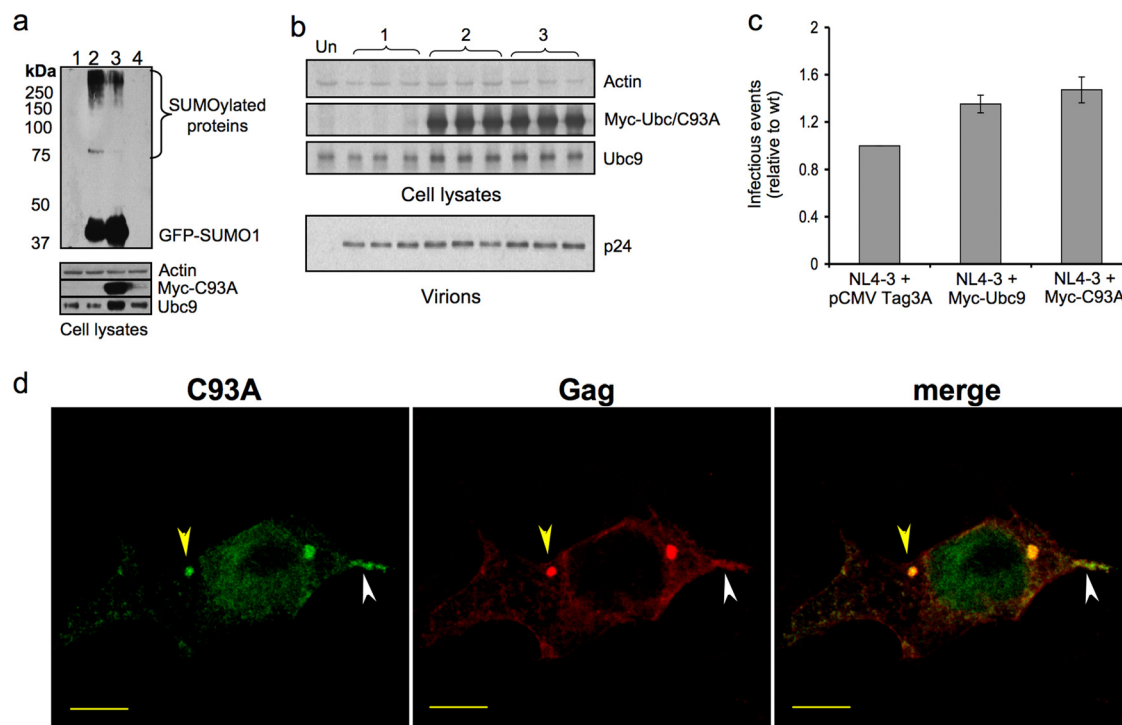 a
1 2 3 4
kDa
250
150
100
75
50
37
SUMOylated
proteins
GFP-SUMO1
Actin
Myc-C93A
Ubc9
Cell lysates
b
Un 1 2 3
Actin
Myc-Ubc/C93A
Ubc9
Cell lysates
p24
Virions
c
Infectious events
(relative to wt)
2
1.6
1.2
0.8
0.4
0
NL4-3 +
pCMV Tag3A
NL4-3 +
Myc-Ubc9
NL4-3 +
Myc-C93A
d
C93A
Gag
merge